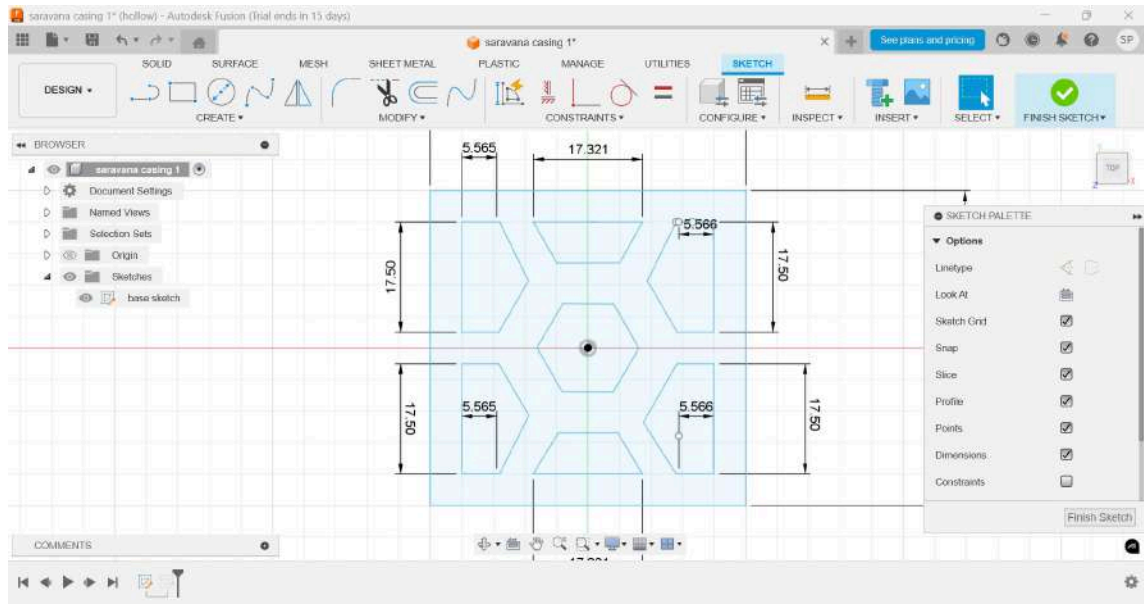 saravana casing 1* (hollow) - Autodesk Fusion (Trial ends in 15 days)
saravana casing 1*
See plans and pricing
SP
DESIGN
SOLID SURFACE MESH SHEET METAL PLASTIC MANAGE UTILITIES SKETCH
CREATE MODIFY CONSTRAINTS CONFIGURE INSPECT INSERT SELECT FINISH SKETCH
BROWSER
saravana casing 1
Document Settings
Named Views
Selection Sets
Origin
Sketches
base sketch
5.565
17.321
5.566
17.50
17.50
5.565
5.566
17.50
17.50
TOP
Z
X
SKETCH PALETTE
Options
Linetype
Look At
Sketch Grid
Snap
Slice
Profile
Points
Dimensions
Constraints
Finish Sketch
COMMENTS